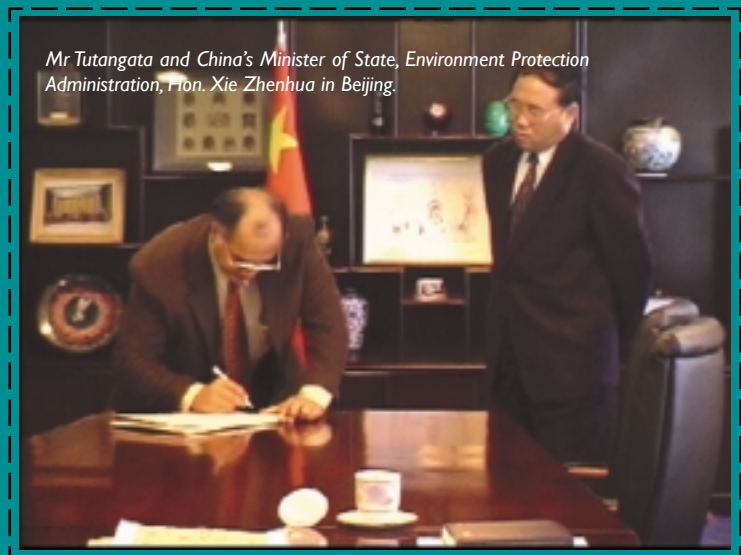 Mr Tutangata and China’s Minister of State, Environment Protection
Administration, Hon. Xie Zhenhua in Beijing.